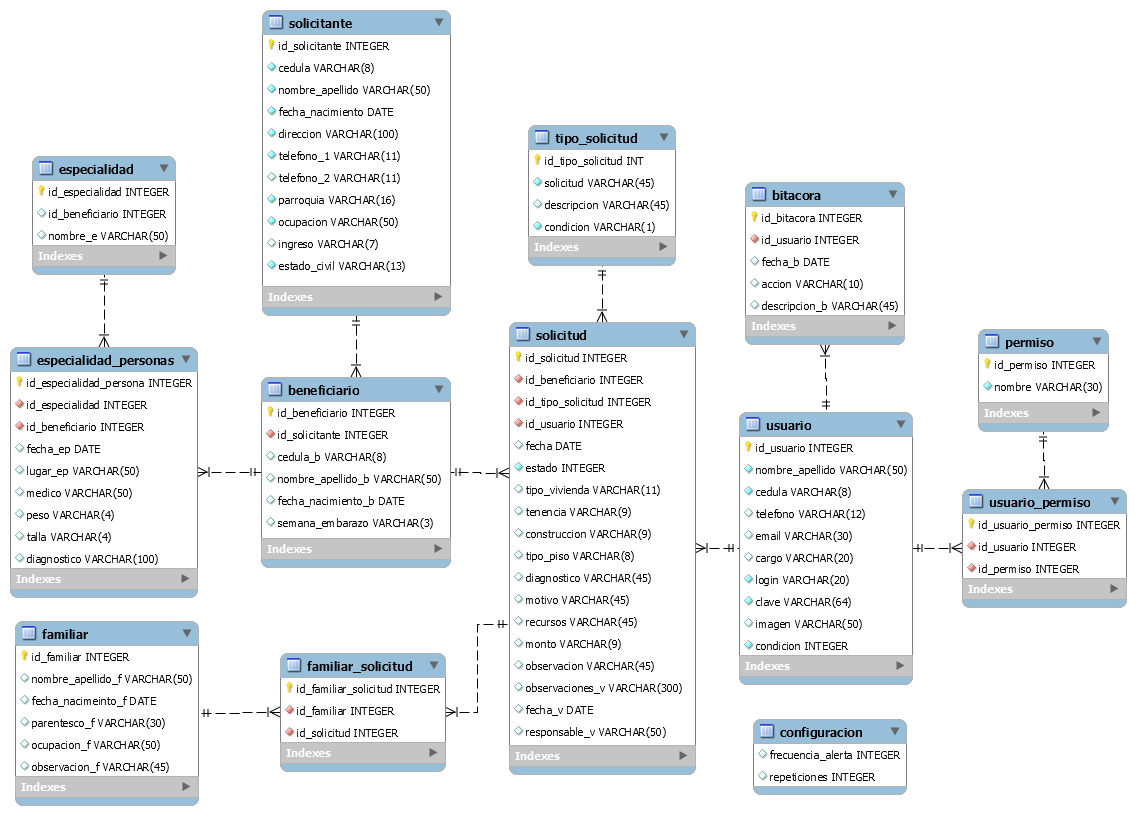 solicitante
id_solicitante INTEGER
cedula VARCHAR(8)
nombre_apellido VARCHAR(50)
fecha_nacimiento DATE
direccion VARCHAR(100)
telefono_1 VARCHAR(11)
telefono_2 VARCHAR(11)
parroquia VARCHAR(16)
ocupacion VARCHAR(50)
ingreso VARCHAR(7)
estado_civil VARCHAR(13)
Indexes
especialidad
id_especialidad INTEGER
id_beneficiario INTEGER
nombre_e VARCHAR(50)
Indexes
tipo_solicitud
id_tipo_solicitud INT
solicitud VARCHAR(45)
descripcion VARCHAR(45)
condicion VARCHAR(1)
Indexes
bitacora
id_bitacora INTEGER
id_usuario INTEGER
fecha_b DATE
accion VARCHAR(10)
descripcion_b VARCHAR(45)
Indexes
permiso
id_permiso INTEGER
nombre VARCHAR(30)
Indexes
especialidad_personas
id_especialidad_persona INTEGER
id_especialidad INTEGER
id_beneficiario INTEGER
fecha_ep DATE
lugar_ep VARCHAR(50)
medico VARCHAR(50)
peso VARCHAR(4)
talla VARCHAR(4)
diagnostico VARCHAR(100)
Indexes
beneficiario
id_beneficiario INTEGER
id_solicitante INTEGER
cedula_b VARCHAR(8)
nombre_apellido_b VARCHAR(50)
fecha_nacimiento_b DATE
semana_embarazo VARCHAR(3)
Indexes
solicitud
id_solicitud INTEGER
id_beneficiario INTEGER
id_tipo_solicitud INTEGER
id_usuario INTEGER
fecha DATE
estado INTEGER
tipo_vivienda VARCHAR(11)
tenencia VARCHAR(9)
construccion VARCHAR(9)
tipo_piso VARCHAR(8)
diagnostico VARCHAR(45)
motivo VARCHAR(45)
recursos VARCHAR(45)
monto VARCHAR(9)
observacion VARCHAR(45)
observaciones_v VARCHAR(300)
fecha_v DATE
responsable_v VARCHAR(50)
Indexes
usuario
id_usuario INTEGER
nombre_apellido VARCHAR(50)
cedula VARCHAR(8)
telefono VARCHAR(12)
email VARCHAR(30)
cargo VARCHAR(20)
login VARCHAR(20)
clave VARCHAR(64)
imagen VARCHAR(50)
condicion INTEGER
Indexes
usuario_permiso
id_usuario_permiso INTEGER
id_usuario INTEGER
id_permiso INTEGER
Indexes
familiar
id_familiar INTEGER
nombre_apellido_f VARCHAR(50)
fecha_nacimeinto_f DATE
parentesco_f VARCHAR(30)
ocupacion_f VARCHAR(50)
observacion_f VARCHAR(45)
Indexes
familiar_solicitud
id_familiar_solicitud INTEGER
id_familiar INTEGER
id_solicitud INTEGER
Indexes
configuracion
frecuencia_alerta INTEGER
repeticiones INTEGER